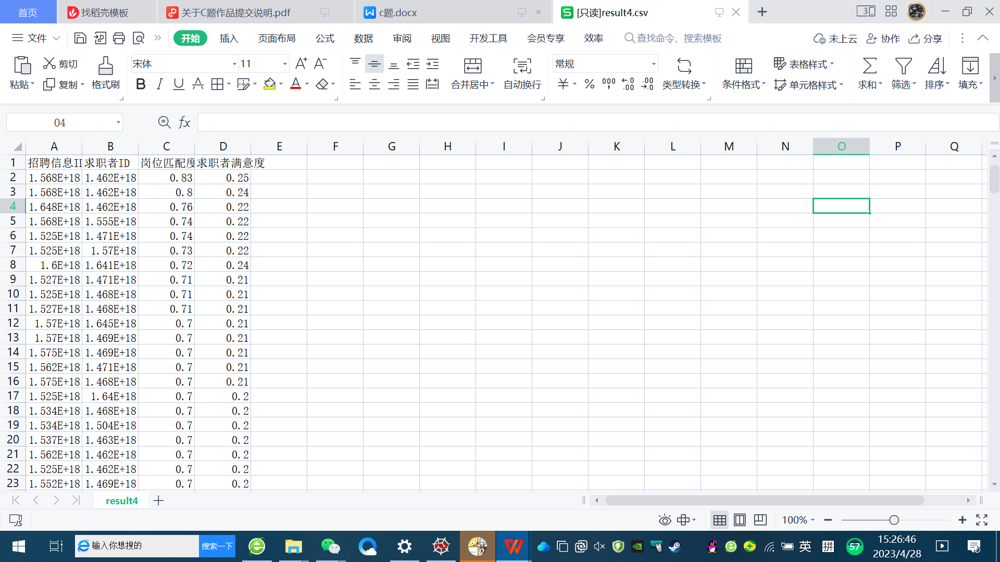 首页 找稻壳模板 关于C题作品提交说明.pdf c题.docx [只读]result4.csv
文件 开始 插入 页面布局 公式 数据 审阅 视图 开发工具 会员专享 效率 查找命令、搜索模板 未上云 协作 分享
剪切 宋体 11 常规 表格样式
粘贴 复制 格式刷 合并居中 自动换行 类型转换 条件格式 单元格样式 求和 筛选 排序 填充
O4 fx
A B C D E F G H I J K L M N O P Q
1 招聘信息II 求职者ID 岗位匹配度 求职者满意度
2 1.568E+18 1.462E+18 0.83 0.25
3 1.568E+18 1.462E+18 0.8 0.24
4 1.648E+18 1.462E+18 0.76 0.22
5 1.568E+18 1.555E+18 0.74 0.22
6 1.525E+18 1.471E+18 0.74 0.22
7 1.525E+18 1.57E+18 0.73 0.22
8 1.6E+18 1.641E+18 0.72 0.24
9 1.527E+18 1.471E+18 0.71 0.21
10 1.525E+18 1.468E+18 0.71 0.21
11 1.527E+18 1.468E+18 0.71 0.21
12 1.57E+18 1.645E+18 0.7 0.21
13 1.57E+18 1.469E+18 0.7 0.21
14 1.575E+18 1.469E+18 0.7 0.21
15 1.562E+18 1.471E+18 0.7 0.21
16 1.575E+18 1.468E+18 0.7 0.21
17 1.525E+18 1.64E+18 0.7 0.2
18 1.534E+18 1.468E+18 0.7 0.2
19 1.534E+18 1.504E+18 0.7 0.2
20 1.537E+18 1.463E+18 0.7 0.2
21 1.562E+18 1.462E+18 0.7 0.2
22 1.525E+18 1.462E+18 0.7 0.2
23 1.552E+18 1.469E+18 0.7 0.2
result4
100%
输入你想搜的 搜索一下 英 拼 57 15:26:46
2023/4/28